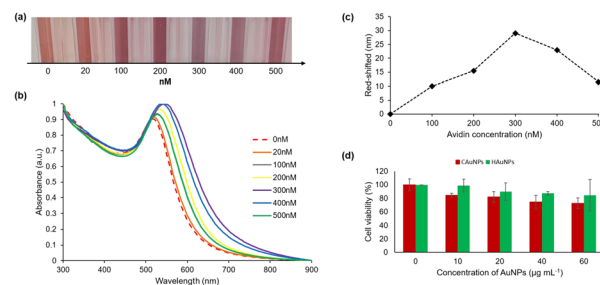 (a)
0 20 100 200 300 400 500
nM
(b)
Absorbance (a.u.)
1
0.9
0.8
0.7
0.6
0.5
0.4
0.3
0.2
0.1
0
300 400 500 600 700 800 900
Wavelength (nm)
0nM
20nM
100nM
200nM
300nM
400nM
500nM
(c)
Red-shifted (nm)
35
30
25
20
15
10
5
0
0 100 200 300 400 500
Avidin concentration (nM)
(d)
CAuNPs HAuNPs
Cell viability (%)
120
100
80
60
40
20
0
0 10 20 40 60
Concentration of AuNPs (µg mL⁻¹)